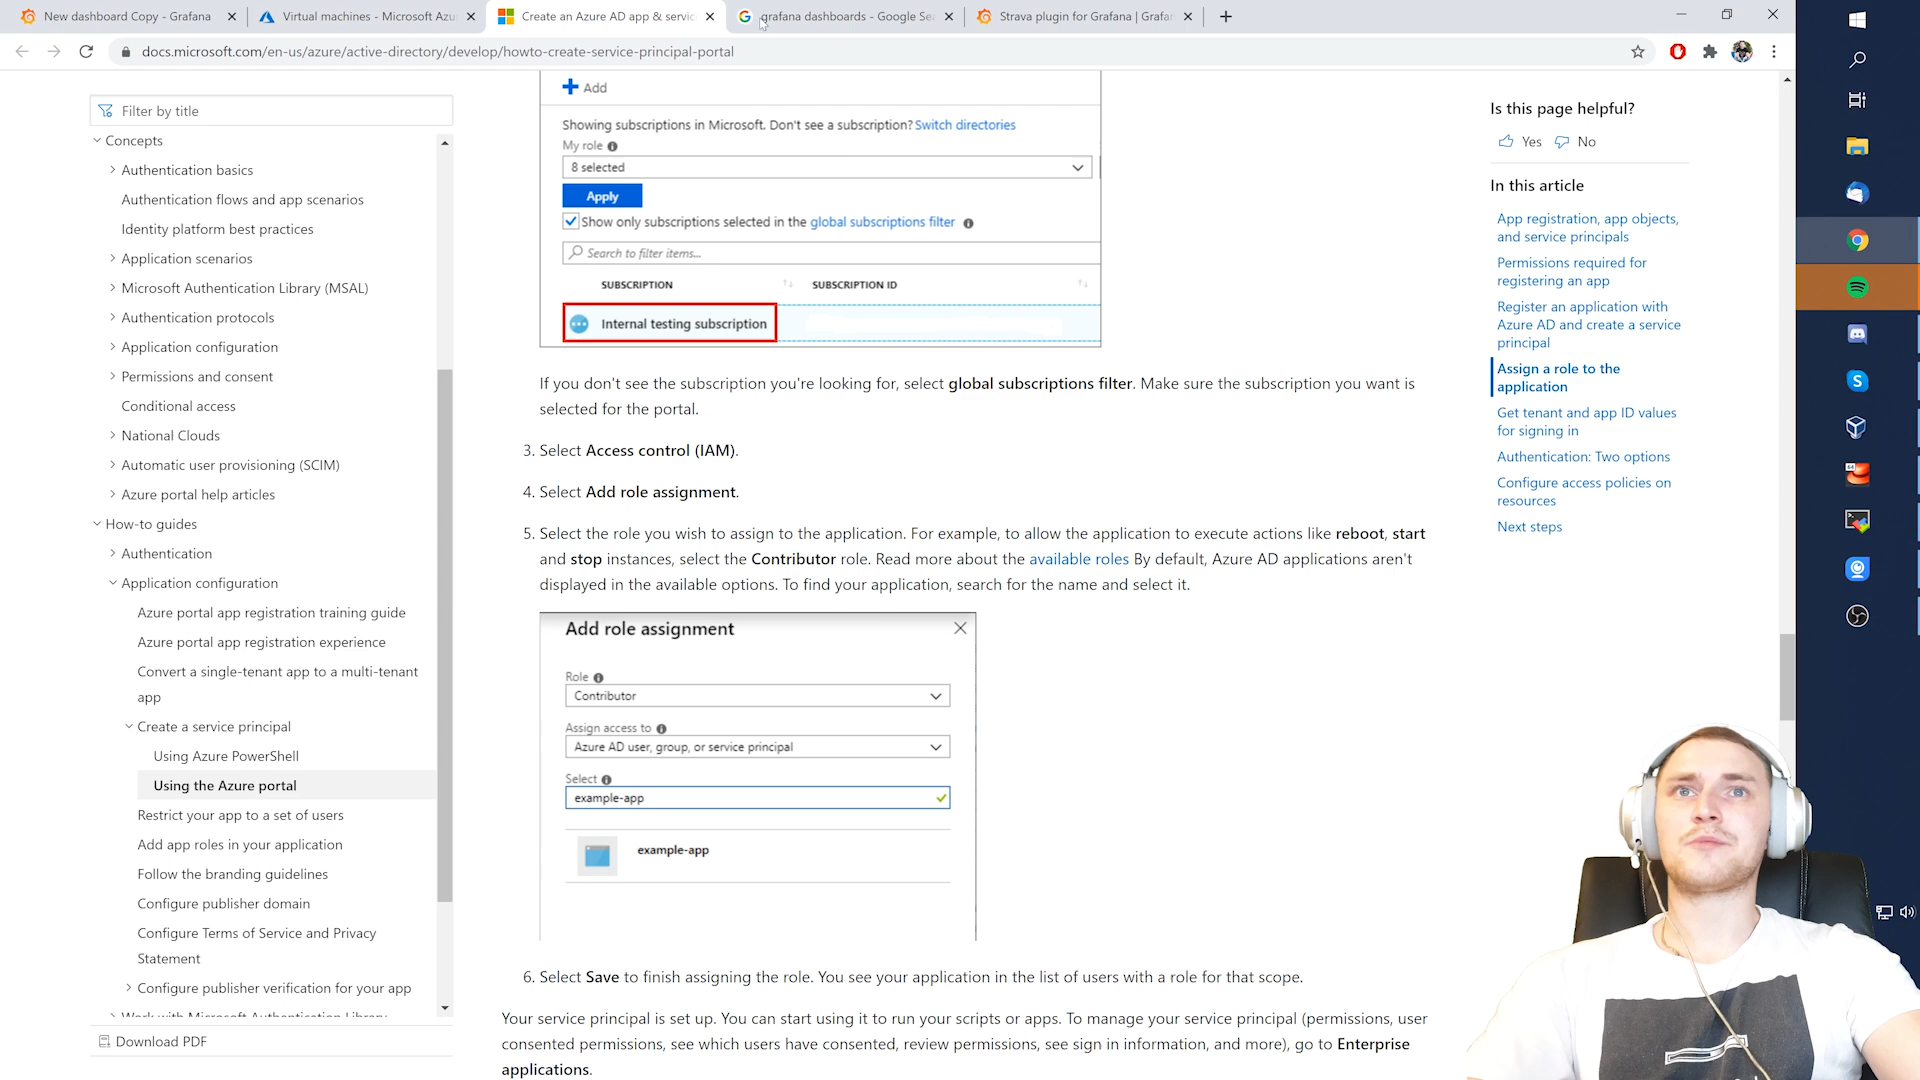 New dashboard Copy - Grafana
Virtual machines - Microsoft Azu
Create an Azure AD app & servic
grafana dashboards - Google Sea
Strava plugin for Grafana | Grafan
docs.microsoft.com/en-us/azure/active-directory/develop/howto-create-service-principal-portal
Filter by title
Concepts
Authentication basics
Authentication flows and app scenarios
Identity platform best practices
Application scenarios
Microsoft Authentication Library (MSAL)
Authentication protocols
Application configuration
Permissions and consent
Conditional access
National Clouds
Automatic user provisioning (SCIM)
Azure portal help articles
How-to guides
Authentication
Application configuration
Azure portal app registration training guide
Azure portal app registration experience
Convert a single-tenant app to a multi-tenant
app
Create a service principal
Using Azure PowerShell
Using the Azure portal
Restrict your app to a set of users
Add app roles in your application
Follow the branding guidelines
Configure publisher domain
Configure Terms of Service and Privacy
Statement
Configure publisher verification for your app
Work with Microsoft Authentication Library
Download PDF
Add
Showing subscriptions in Microsoft. Don't see a subscription? Switch directories
My role
8 selected
Apply
Show only subscriptions selected in the global subscriptions filter
Search to filter items...
SUBSCRIPTION
SUBSCRIPTION ID
Internal testing subscription
If you don't see the subscription you're looking for, select global subscriptions filter. Make sure the subscription you want is
selected for the portal.
3. Select Access control (IAM).
4. Select Add role assignment.
5. Select the role you wish to assign to the application. For example, to allow the application to execute actions like reboot, start
and stop instances, select the Contributor role. Read more about the available roles By default, Azure AD applications aren't
displayed in the available options. To find your application, search for the name and select it.
Add role assignment
Role
Contributor
Assign access to
Azure AD user, group, or service principal
Select
example-app
example-app
6. Select Save to finish assigning the role. You see your application in the list of users with a role for that scope.
Your service principal is set up. You can start using it to run your scripts or apps. To manage your service principal (permissions, user
consented permissions, see which users have consented, review permissions, see sign in information, and more), go to Enterprise
applications.
Is this page helpful?
Yes
No
In this article
App registration, app objects,
and service principals
Permissions required for
registering an app
Register an application with
Azure AD and create a service
principal
Assign a role to the
application
Get tenant and app ID values
for signing in
Authentication: Two options
Configure access policies on
resources
Next steps